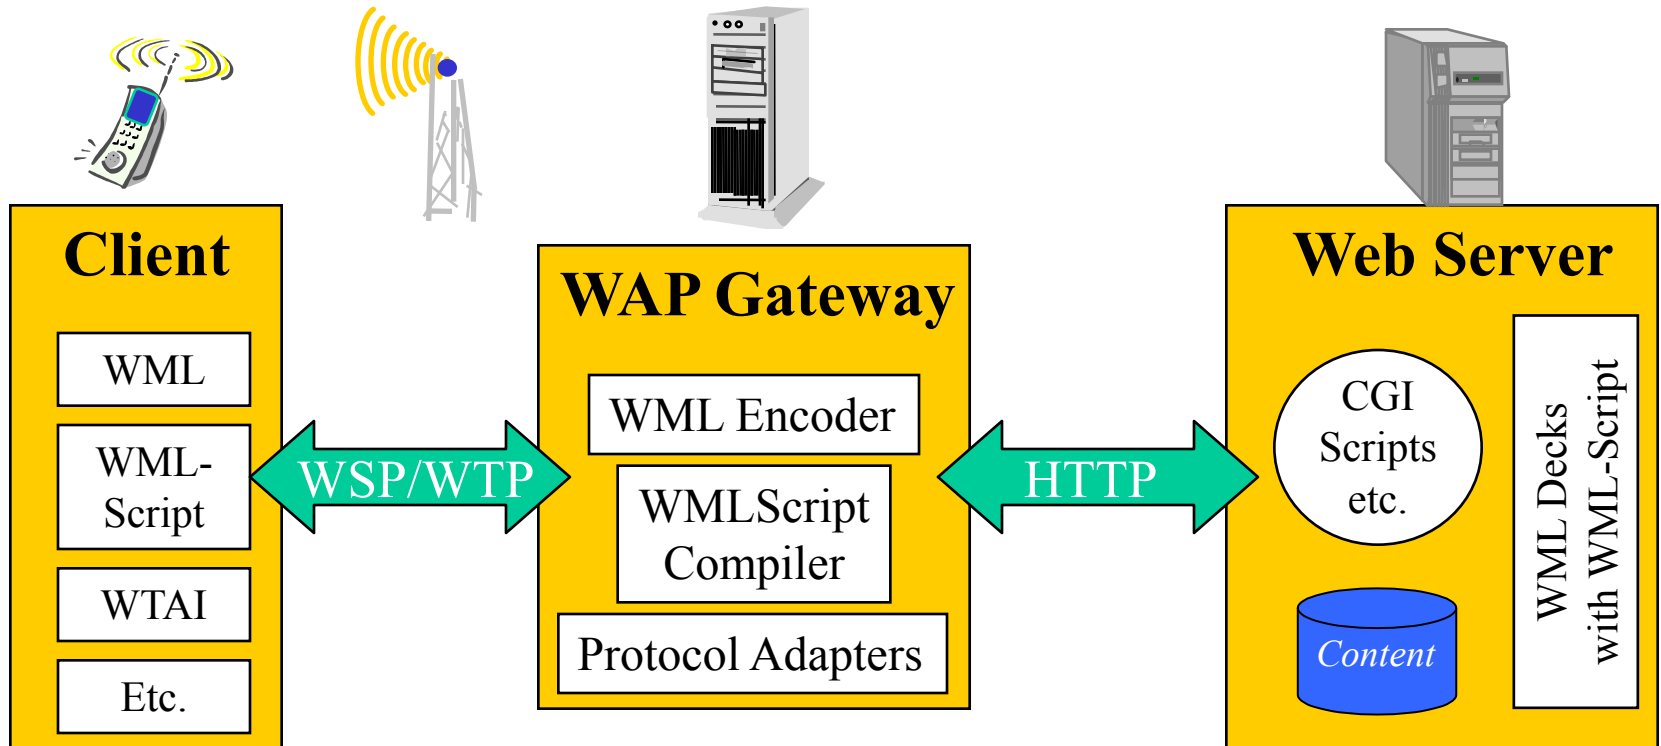 Client
WML
WML-
Script
WTAI
Etc.
WSP/WTP
WAP Gateway
WML Encoder
WMLScript
Compiler
Protocol Adapters
HTTP
Web Server
CGI
Scripts
etc.
Content
WML Decks
with WML-Script